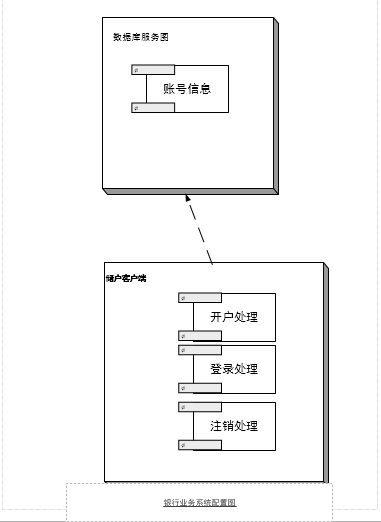 数据库服务图
账号信息
储户客户端
开户处理
登录处理
注销处理
银行业务系统配置图